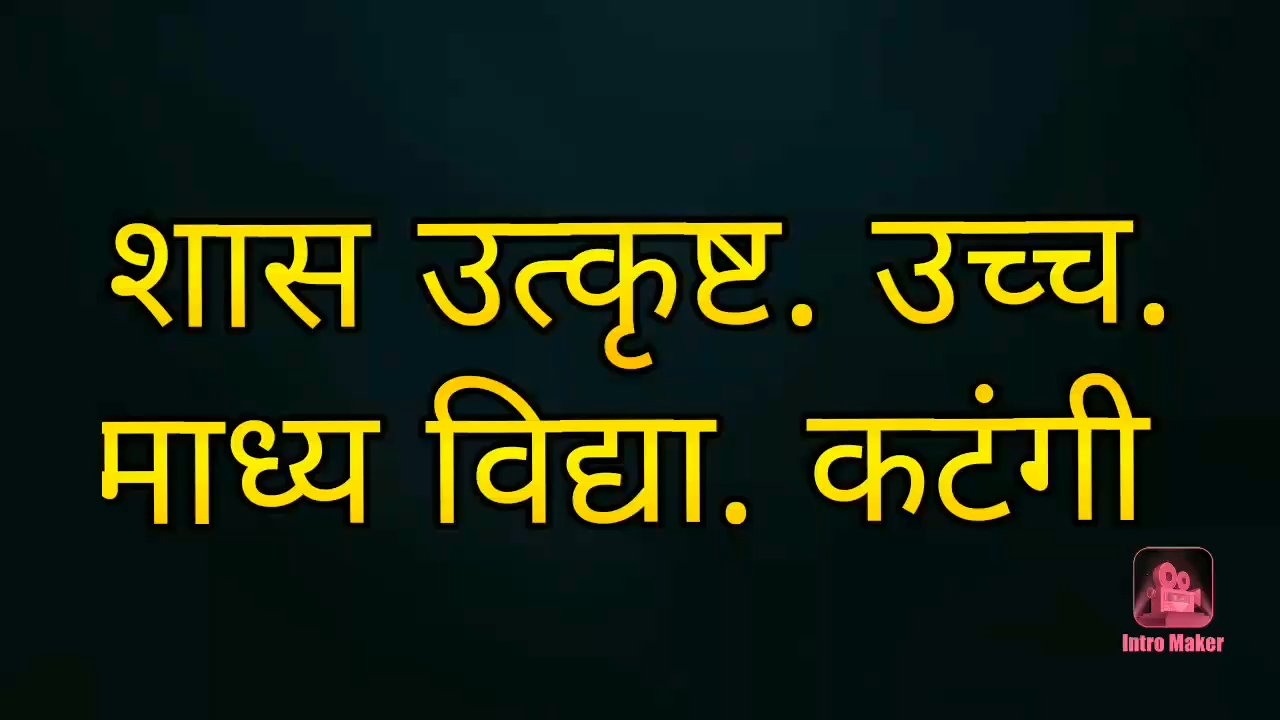 शास उत्कृष्ट. उच्च.
माध्य विद्या. कटंगी
Intro Maker